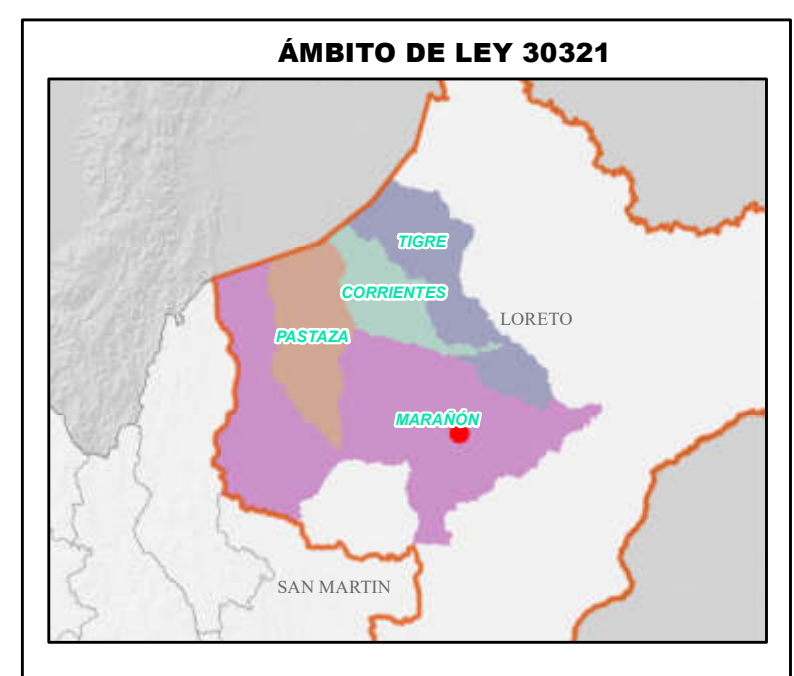 ÁMBITO DE LEY 30321
TIGRE
CORRIENTES
LORETO
PASTAZA
MARAÑÓN
SAN MARTIN